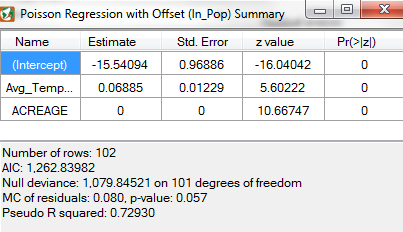 Poisson Regression with Offset (ln_Pop) Summary
Name Estimate Std. Error z value Pr(>|z|)
(Intercept) -15.54094 0.96886 -16.04042 0
Avg_Temp... 0.06885 0.01229 5.60222 0
ACREAGE 0 0 10.66747 0
Number of rows: 102
AIC: 1,262.83982
Null deviance: 1,079.84521 on 101 degrees of freedom
MC of residuals: 0.080, p-value: 0.057
Pseudo R squared: 0.72930